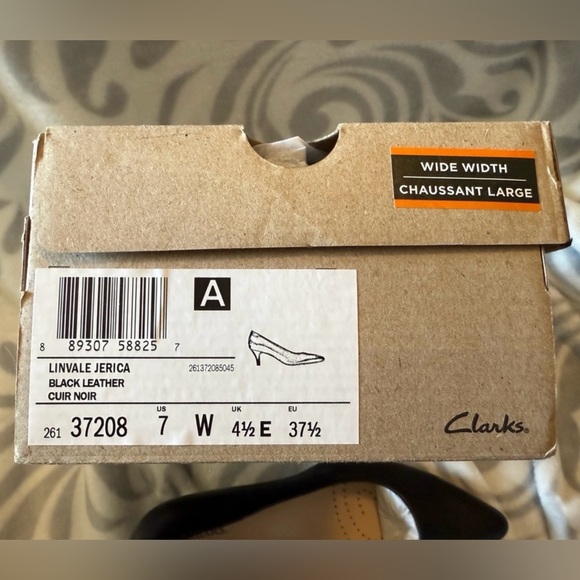 WIDE WIDTH
CHAUSSANT LARGE
A
8 89307 58825 7
LINVALE JERICA
261372085045
BLACK LEATHER
CUIR NOIR
US UK EU
261 37208 7 W 4½ E 37½
Clarks®